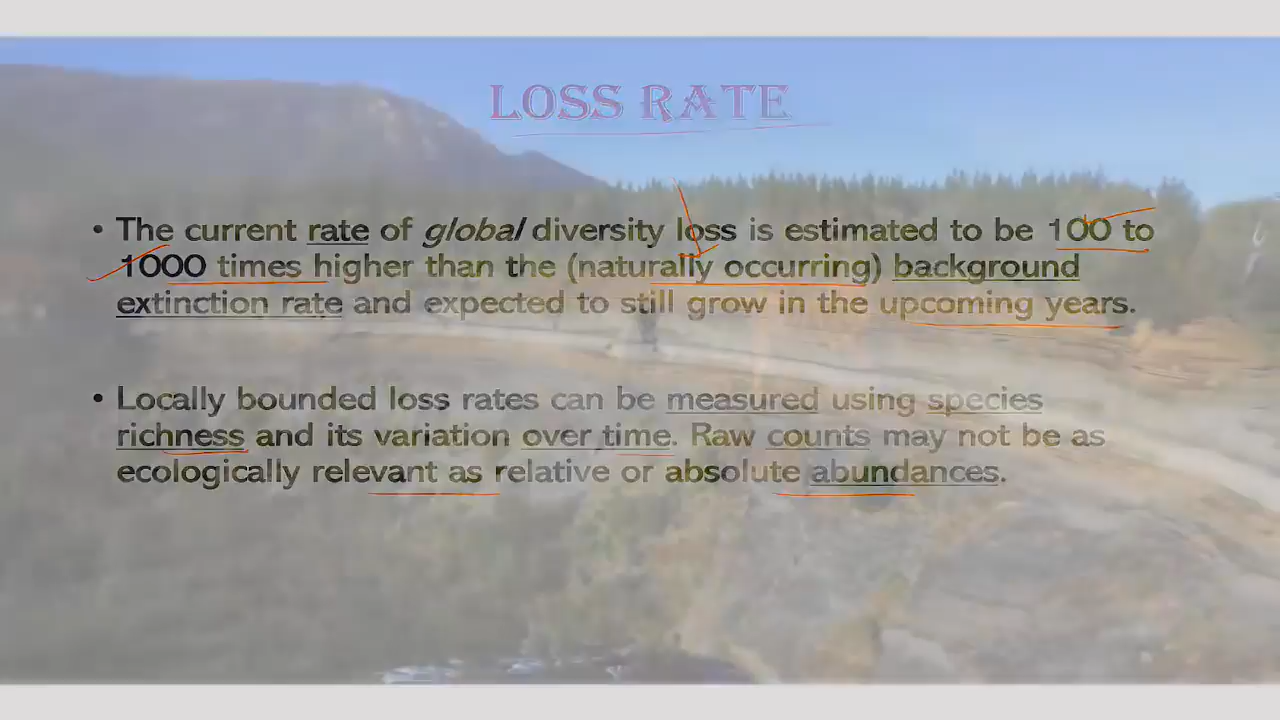 LOSS RATE
• The current rate of global diversity loss is estimated to be 100 to
1000 times higher than the (naturally occurring) background
extinction rate and expected to still grow in the upcoming years.
• Locally bounded loss rates can be measured using species
richness and its variation over time. Raw counts may not be as
ecologically relevant as relative or absolute abundances.